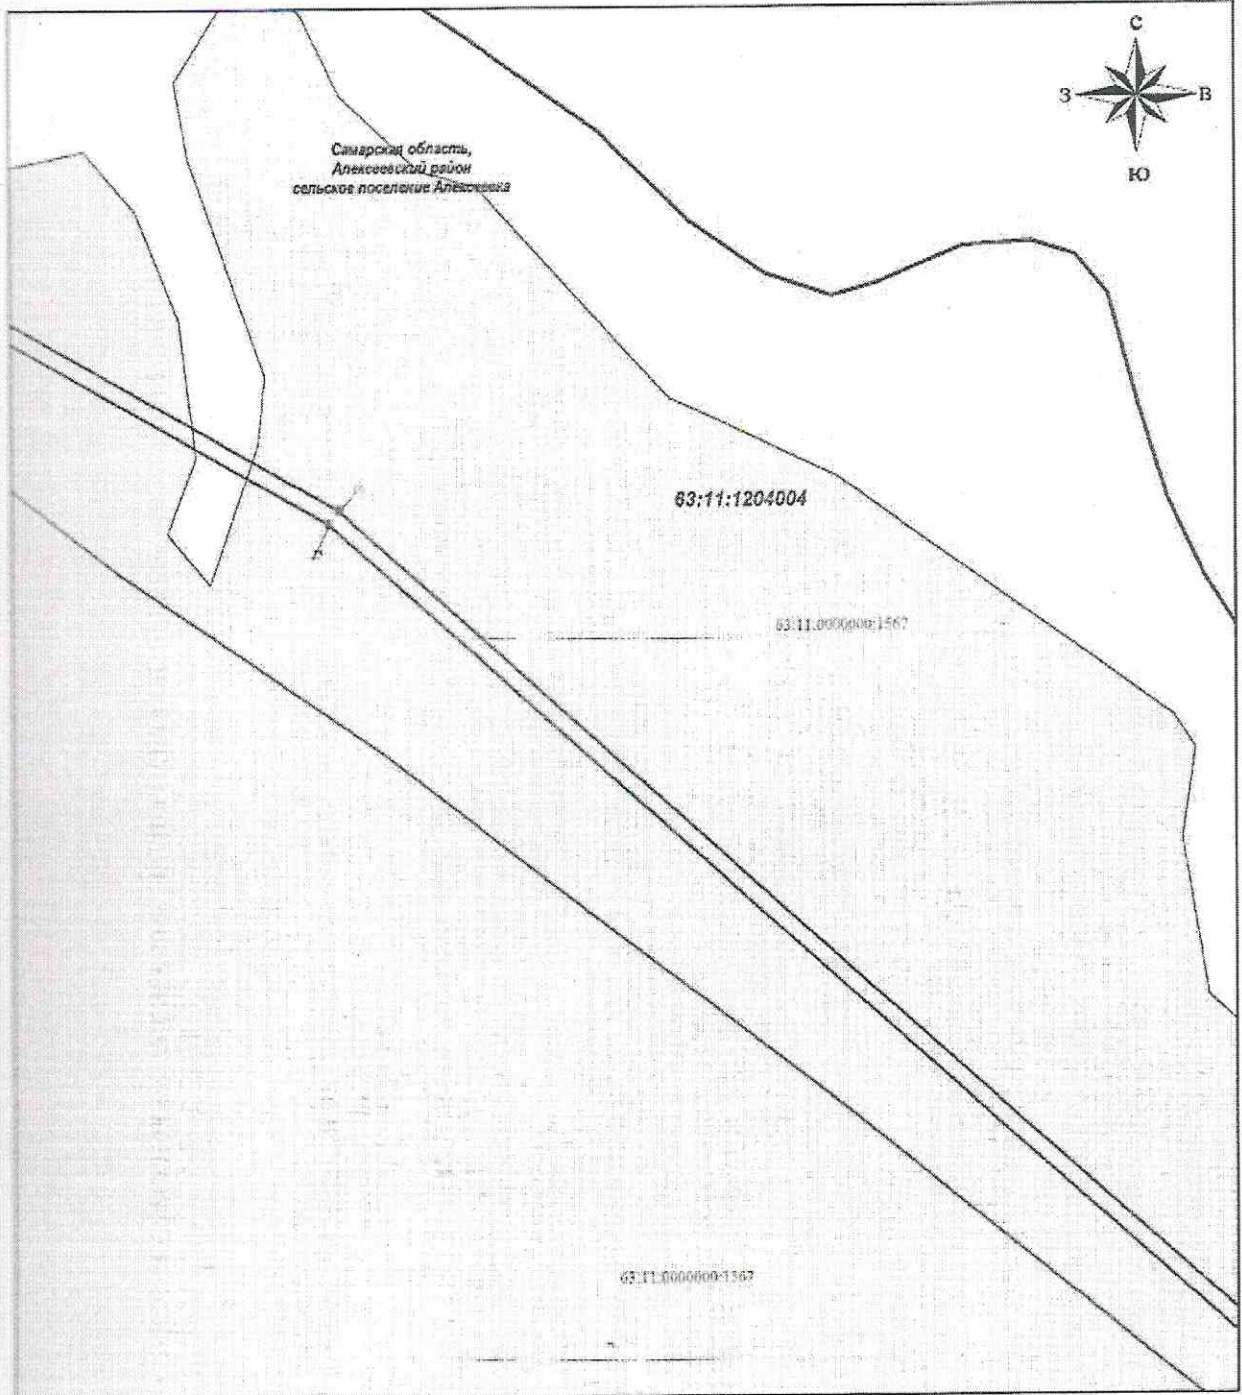 С
З
В
Ю
Самарская область,
Алексеевский район
сельское поселение Алексеевка
63:11:1204004
63:11:0000000:1567
63:11:0000000:1567